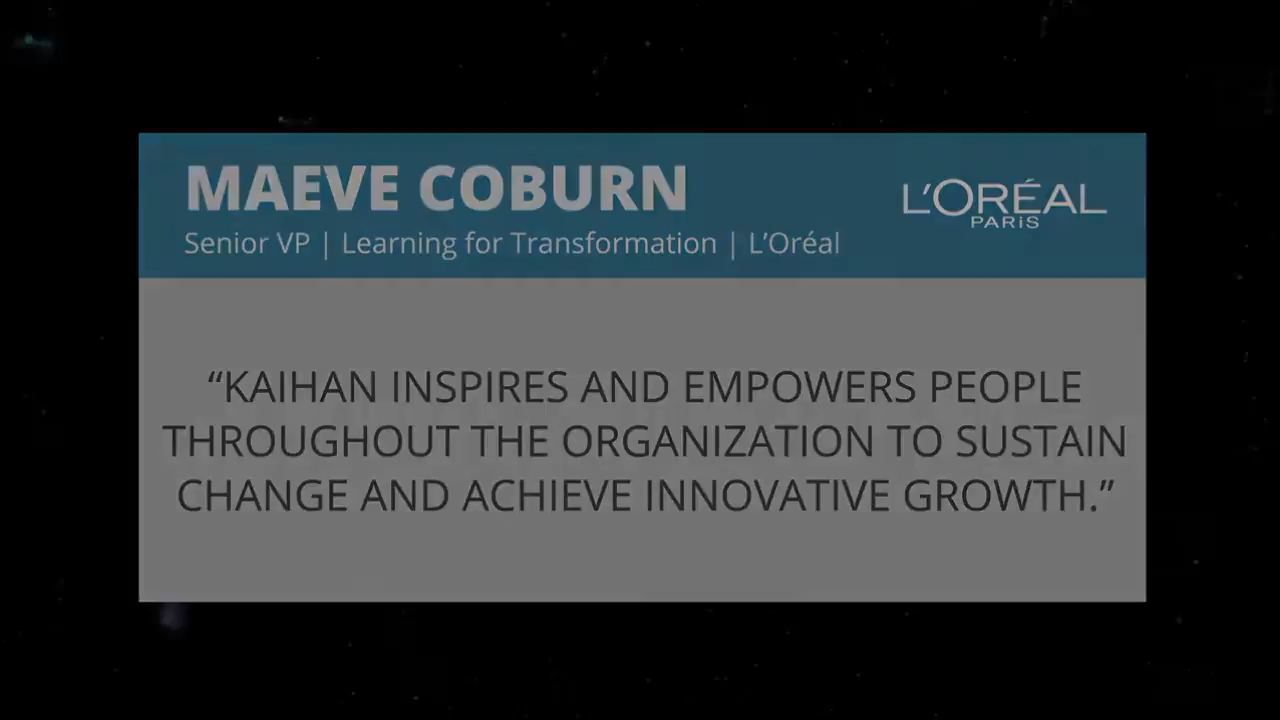 MAEVE COBURN
Senior VP | Learning for Transformation | L’Oréal
L’ORÉAL
PARiS
“KAIHAN INSPIRES AND EMPOWERS PEOPLE
THROUGHOUT THE ORGANIZATION TO SUSTAIN
CHANGE AND ACHIEVE INNOVATIVE GROWTH.”